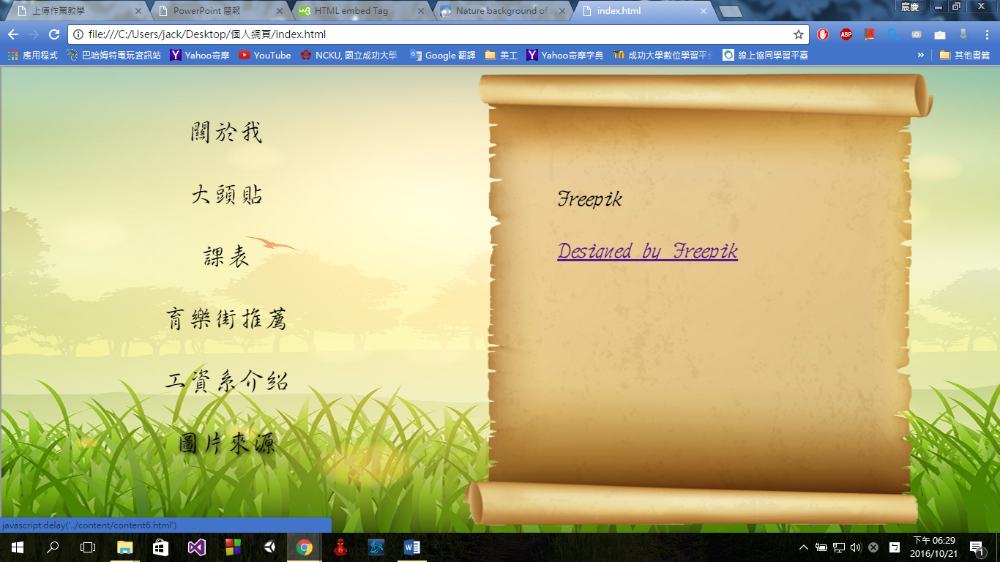 上傳作業教學
PowerPoint 簡報
HTML embed Tag
Nature background of
index.html
宸慶
file:///C:/Users/jack/Desktop/個人網頁/index.html
ABP
應用程式
巴哈姆特電玩資訊站
Yahoo奇摩
YouTube
NCKU, 國立成功大學
Google 翻譯
美工
Yahoo奇摩字典
成功大學數位學習平台
線上協同學習平臺
»
其他書籤
關於我
大頭貼
課表
育樂街推薦
工資系介紹
圖片來源
Freepik
Designed by Freepik
javascript:delay('../content/content6.html')
下午 06:29
2016/10/21
1